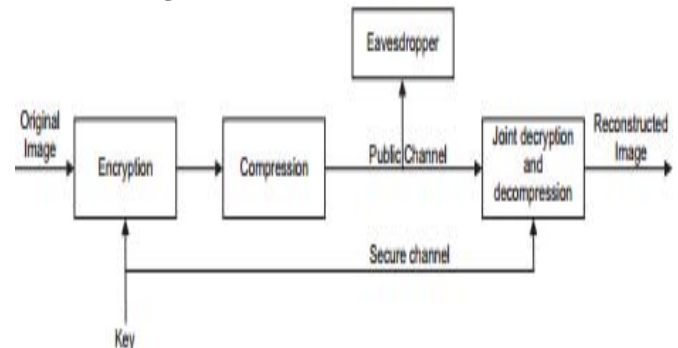 Eavesdropper
Original
Image
Encryption
Compression
Public Channel
Joint decryption
and
decompression
Reconstructed
Image
Secure channel
Key